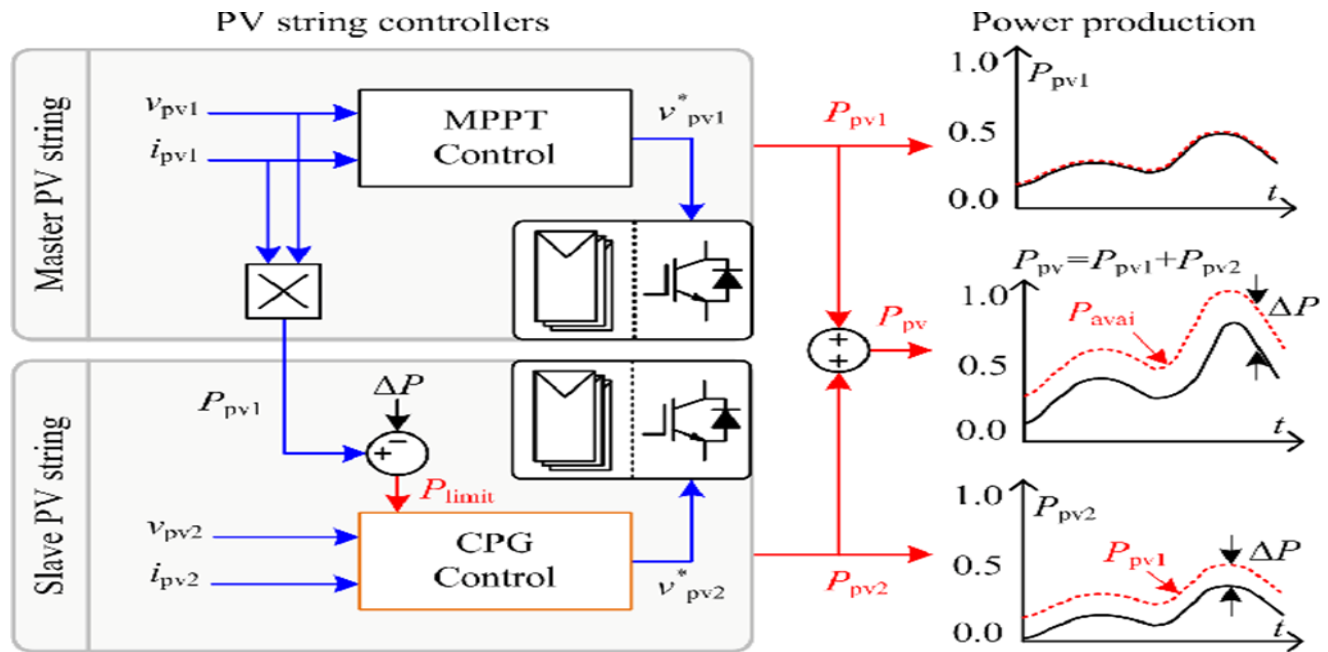 PV string controllers
Power production
Master PV string
v_pv1
i_pv1
MPPT
Control
v*_pv1
P_pv1
1.0
P_pv1
0.5
0.0
t
P_pv=P_pv1+P_pv2
1.0
P_avai
ΔP
0.5
0.0
t
+
+
P_pv
Slave PV string
P_pv1
ΔP
+
−
P_limit
v_pv2
i_pv2
CPG
Control
v*_pv2
P_pv2
1.0
P_pv2
P_pv1
ΔP
0.5
0.0
t